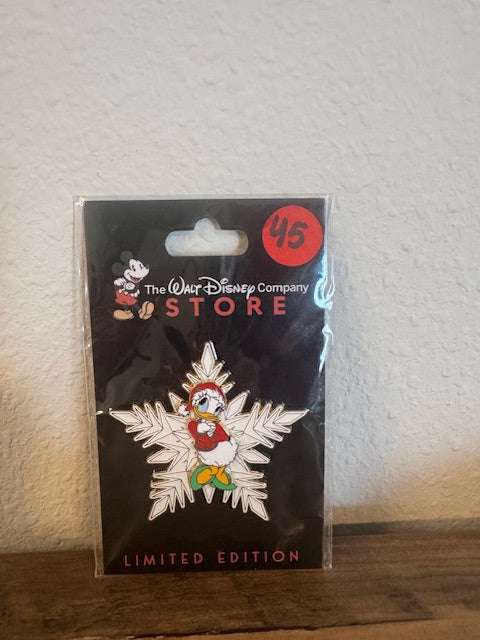 45
The Walt Disney Company
STORE
LIMITED EDITION